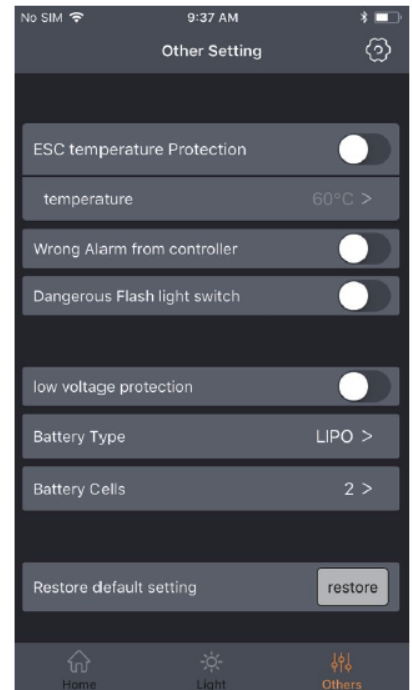 No SIM 9:37 AM
Other Setting
ESC temperature Protection
temperature 60°C >
Wrong Alarm from controller
Dangerous Flash light switch
low voltage protection
Battery Type LIPO >
Battery Cells 2 >
Restore default setting restore
Home Light Others